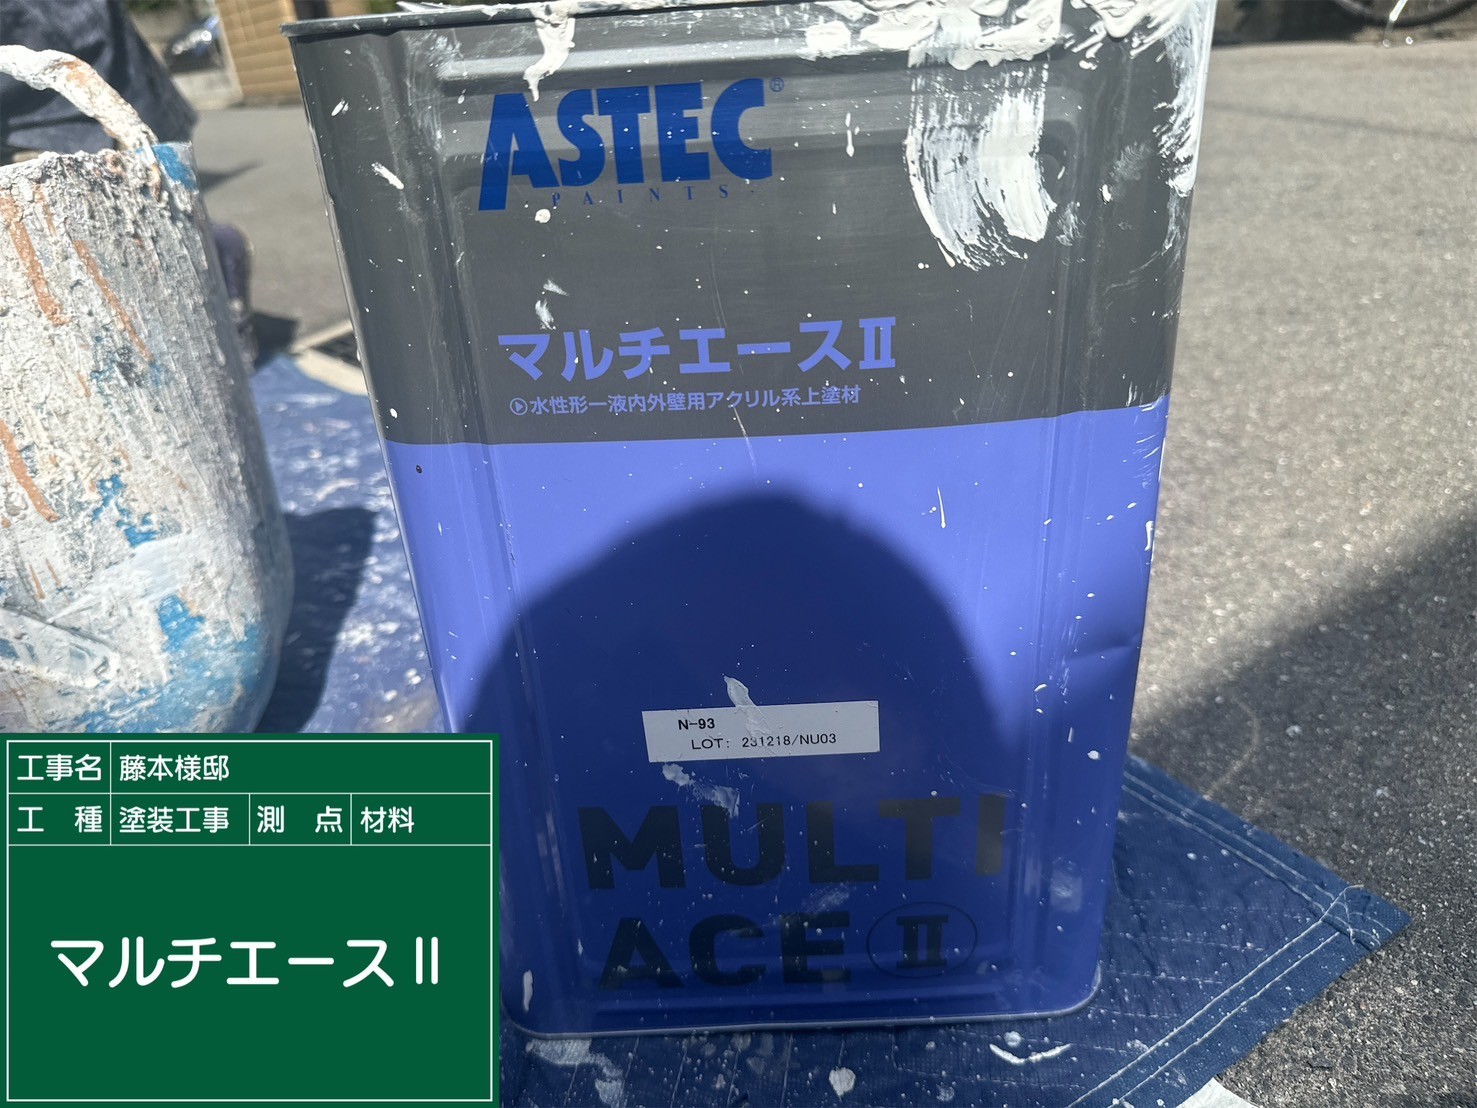 ASTEC®
PAINTS
マルチエースⅡ
水性形一液内外壁用アクリル系上塗材
N-93
LOT: 231218/NU03
MULTI
ACE Ⅱ
工事名 藤本様邸
工 種 塗装工事 測 点 材料
マルチエースⅡ